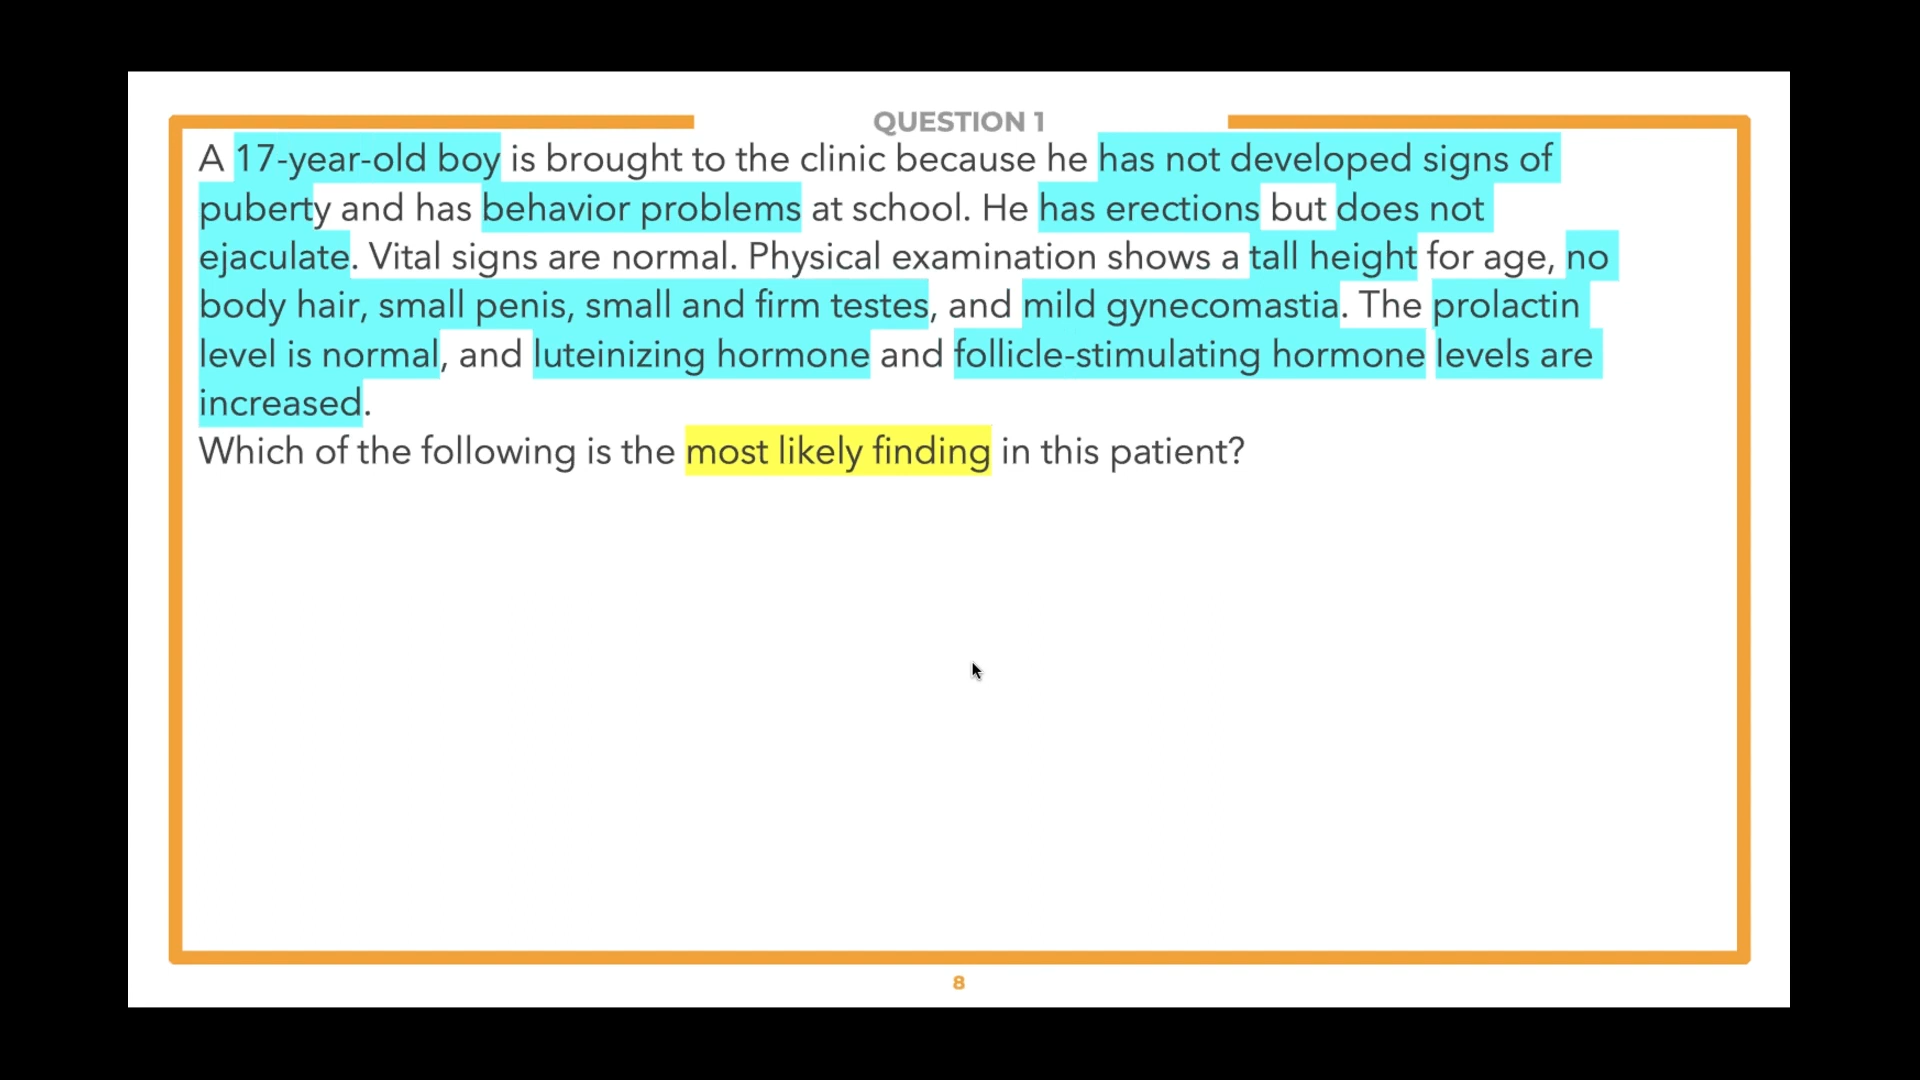 QUESTION 1
A 17-year-old boy is brought to the clinic because he has not developed signs of
puberty and has behavior problems at school. He has erections but does not
ejaculate. Vital signs are normal. Physical examination shows a tall height for age, no
body hair, small penis, small and firm testes, and mild gynecomastia. The prolactin
level is normal, and luteinizing hormone and follicle-stimulating hormone levels are
increased.
Which of the following is the most likely finding in this patient?
8